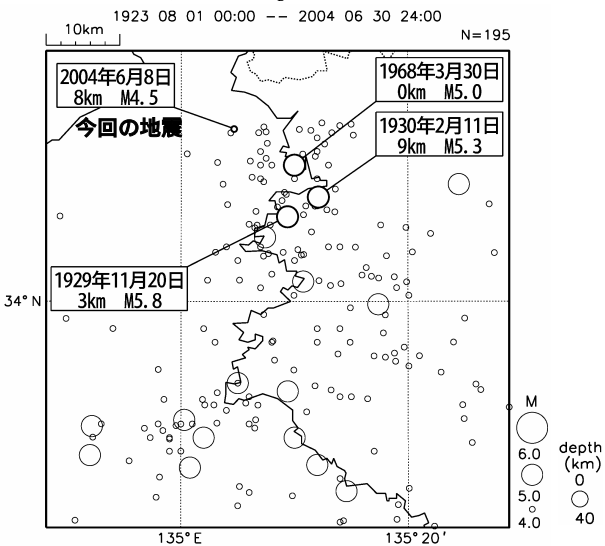 1923 08 01 00:00 -- 2004 06 30 24:00
10km
N=195
2004年6月8日
8km M4.5
今回の地震
1968年3月30日
0km M5.0
1930年2月11日
9km M5.3
1929年11月20日
3km M5.8
34°N
M
6.0
5.0
4.0
depth
(km)
0
40
135°E
135°20'